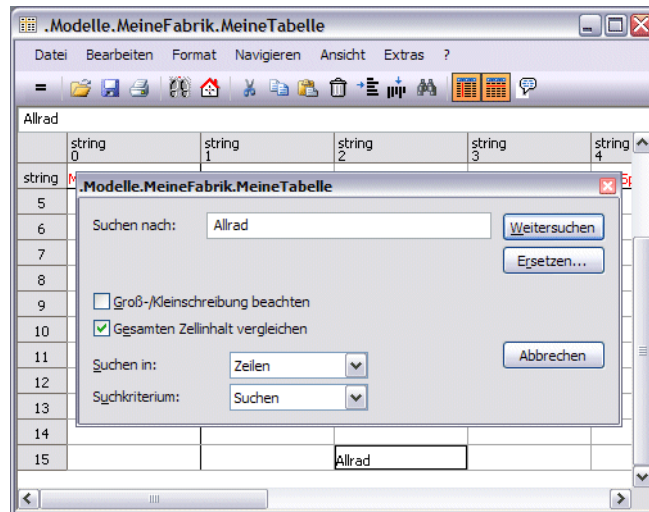 .Modelle.MeineFabrik.MeineTabelle
Datei Bearbeiten Format Navigieren Ansicht Extras ?
Allrad
string string string string string
0 1 2 3 4
string
.Modelle.MeineFabrik.MeineTabelle
5
Suchen nach: Allrad Weitersuchen
6
7 Ersetzen...
8
Groß-/Kleinschreibung beachten
9
Gesamten Zellinhalt vergleichen
10
11 Suchen in: Zeilen Abbrechen
12
Suchkriterium: Suchen
13
14
15 Allrad